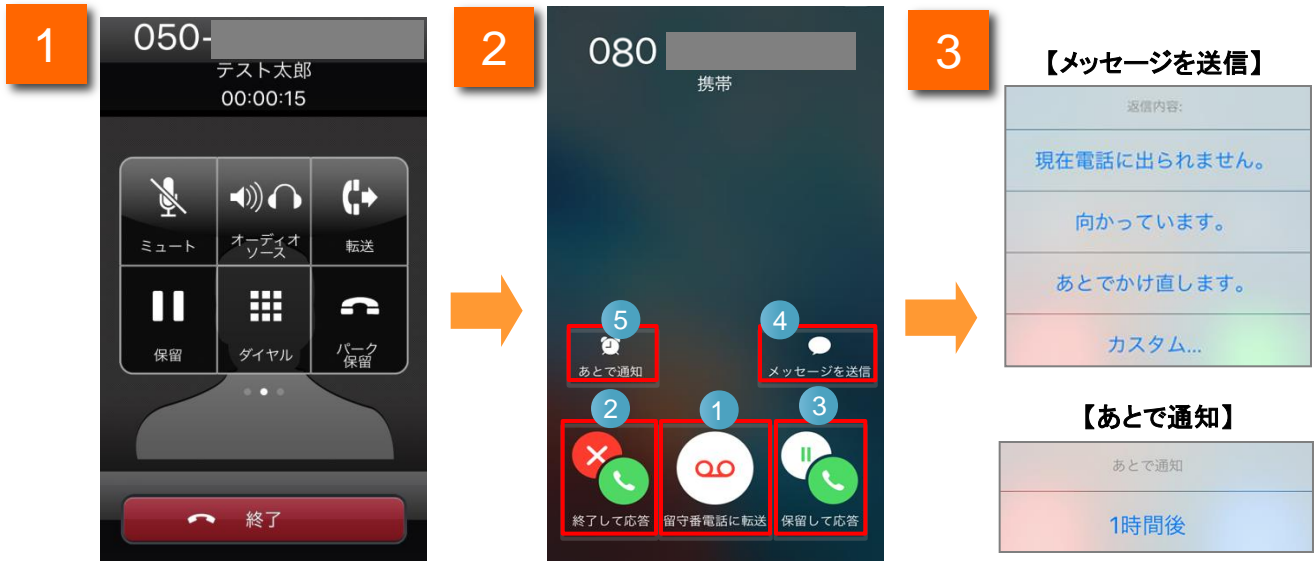 1
050-
テスト太郎
00:00:15
ミュート
オーディオ
ソース
転送
保留
ダイヤル
パーク
保留
終了
2
080
携帯
5
あとで通知
4
メッセージを送信
2
終了して応答
1
留守番電話に転送
3
保留して応答
3
【メッセージを送信】
返信内容:
現在電話に出られません。
向かっています。
あとでかけ直します。
カスタム...
【あとで通知】
あとで通知
1時間後